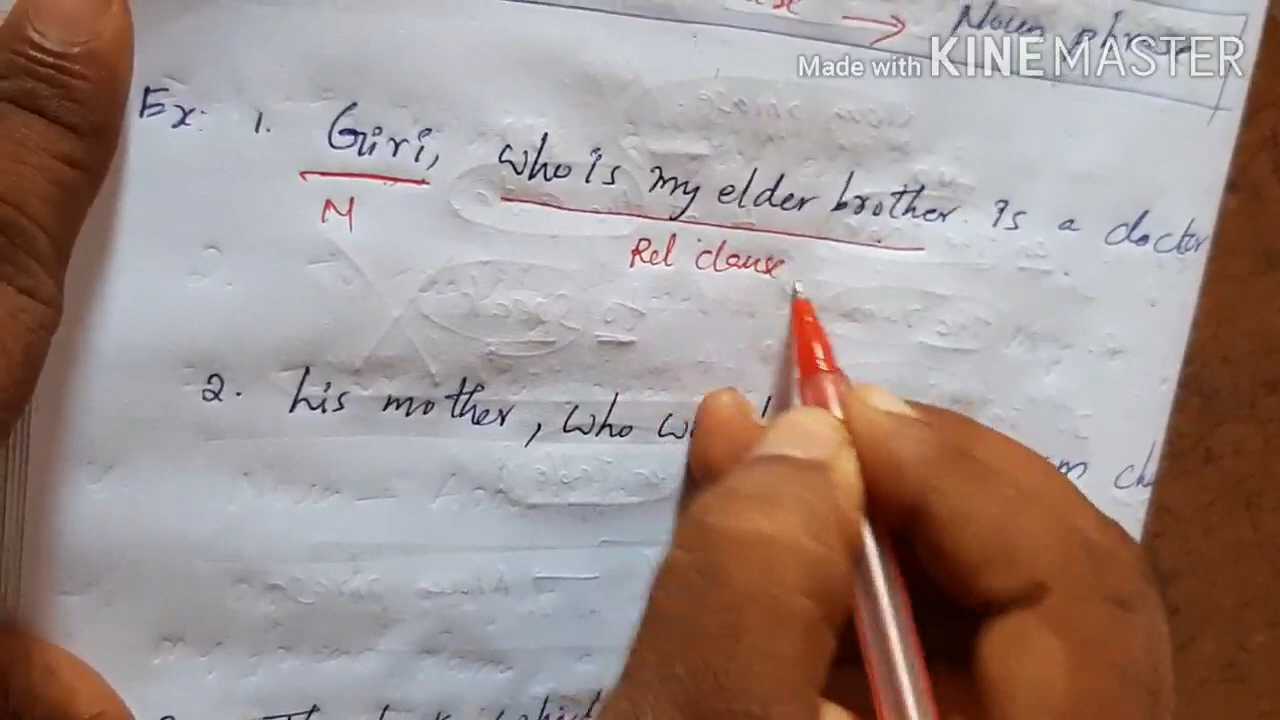 → Noun phrase
Made with KINEMASTER
Ex: 1. Giri, who is my elder brother is a doctor
N
Rel clause
2. his mother, who